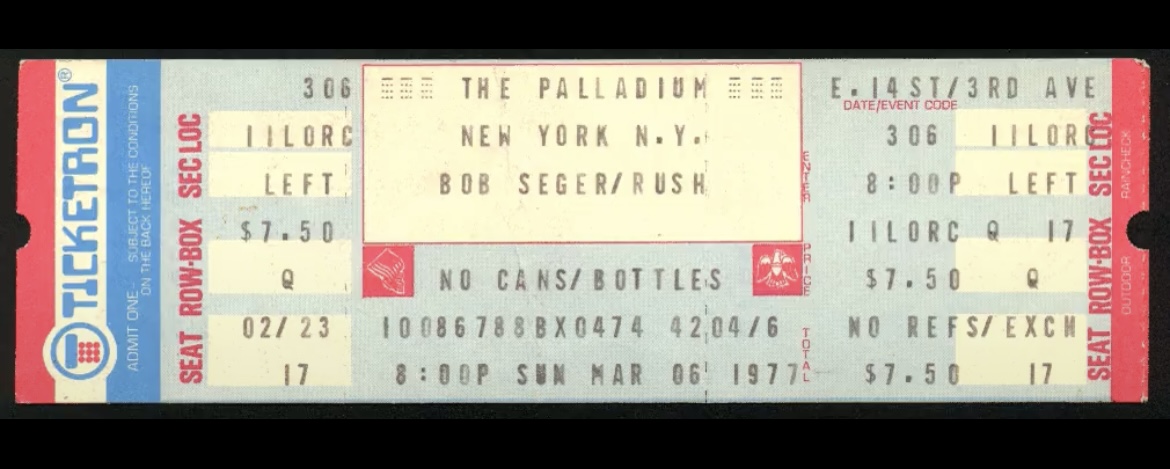 TICKETRON®
ADMIT ONE - SUBJECT TO THE CONDITIONS
ON THE BACK HEREOF
SEC LOC
ROW-BOX
SEAT
306
11LORC
LEFT
$7.50
Q
02/23
17
THE PALLADIUM
NEW YORK N.Y.
BOB SEGER/RUSH
NO CANS/BOTTLES
10086788BX0474 4204/6
8:00P SUN MAR 06 1977
ENTER
PRICE
TOTAL
E.14ST/3RD AVE
DATE/EVENT CODE
306 11LORC
8:00P LEFT
11LORC Q 17
$7.50 Q
NO REFS/EXCH
$7.50 17
SEC LOC
ROW-BOX
SEAT
RAINCHECK
OUTDOOR